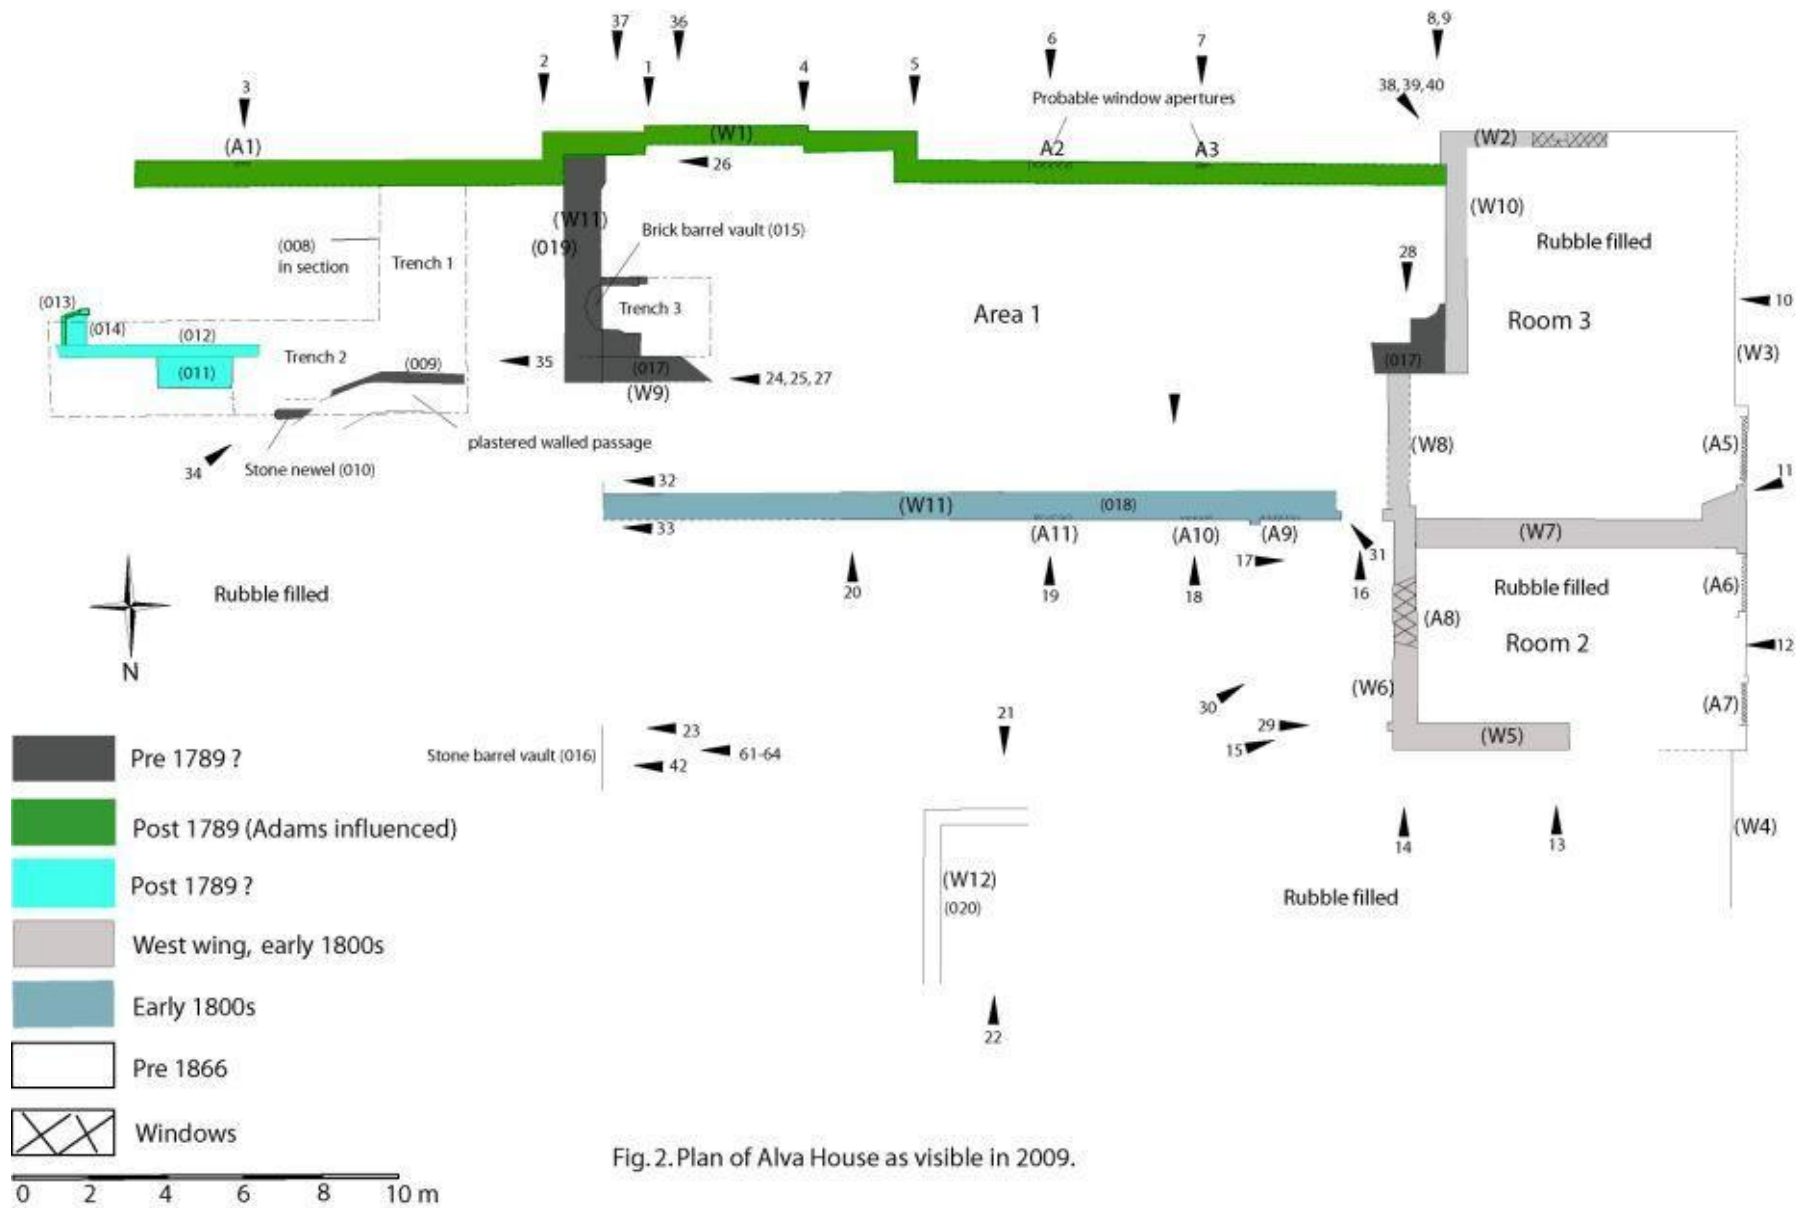 37
36
8,9
2
1
4
5
6
7
3
Probable window apertures
38, 39, 40
(A1)
(W1)
A2
A3
(W2)
26
(W11)
(019)
Brick barrel vault (015)
(W10)
(008)
in section
Trench 1
Rubble filled
28
(013)
(014)
(012)
Trench 3
Area 1
Room 3
10
Trench 2
(009)
35
(011)
(017)
(W9)
24, 25, 27
(017)
(W3)
plastered walled passage
34
Stone newel (010)
(W8)
(A5)
11
32
(W11)
(018)
33
(A11)
(A10)
(A9)
(W7)
17
31
20
19
18
16
Rubble filled
N
Rubble filled
(A6)
(A8)
Room 2
12
(W6)
30
(A7)
21
29
15
(W5)
23
Stone barrel vault (016)
61-64
42
14
13
(W4)
(W12)
(020)
Rubble filled
22
Pre 1789 ?
Post 1789 (Adams influenced)
Post 1789 ?
West wing, early 1800s
Early 1800s
Pre 1866
Windows
0 2 4 6 8 10 m
Fig. 2. Plan of Alva House as visible in 2009.